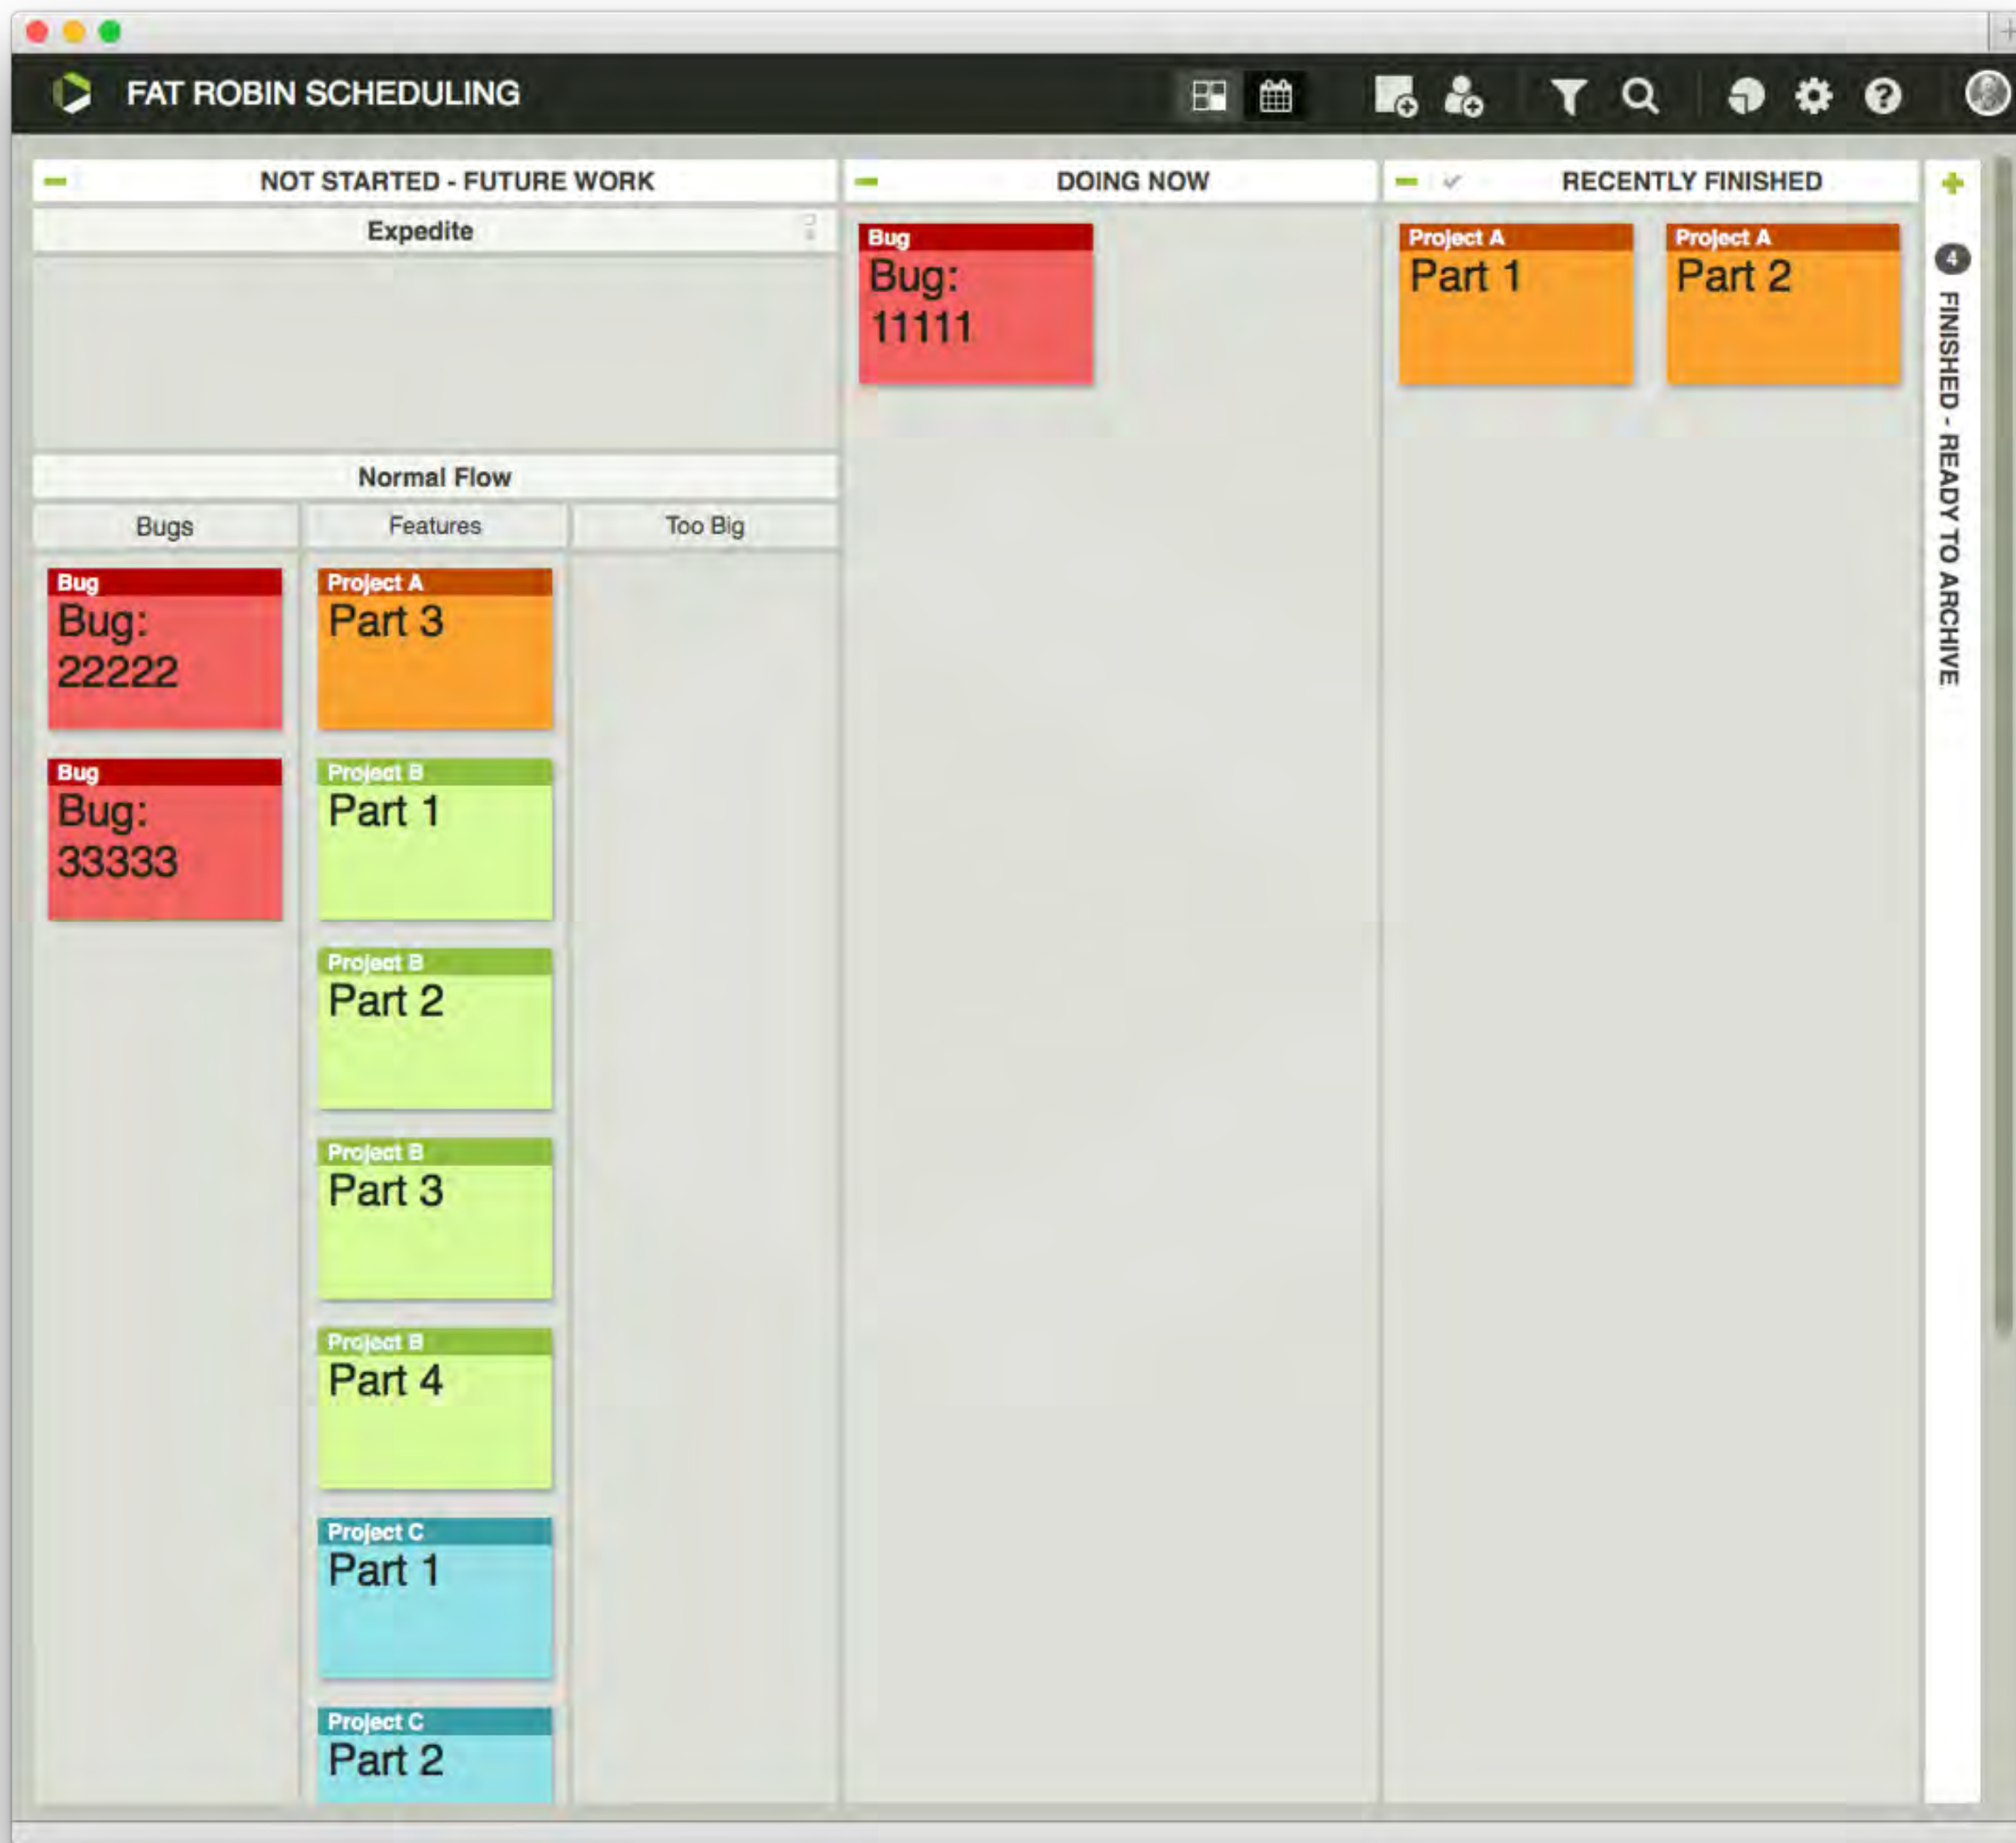 FAT ROBIN SCHEDULING
NOT STARTED - FUTURE WORK
Expedite
Normal Flow
Bugs
Features
Too Big
Bug
Bug:
22222
Bug
Bug:
33333
Project A
Part 3
Project B
Part 1
Project B
Part 2
Project B
Part 3
Project B
Part 4
Project C
Part 1
Project C
Part 2
DOING NOW
Bug
Bug:
11111
RECENTLY FINISHED
Project A
Part 1
Project A
Part 2
4
FINISHED - READY TO ARCHIVE